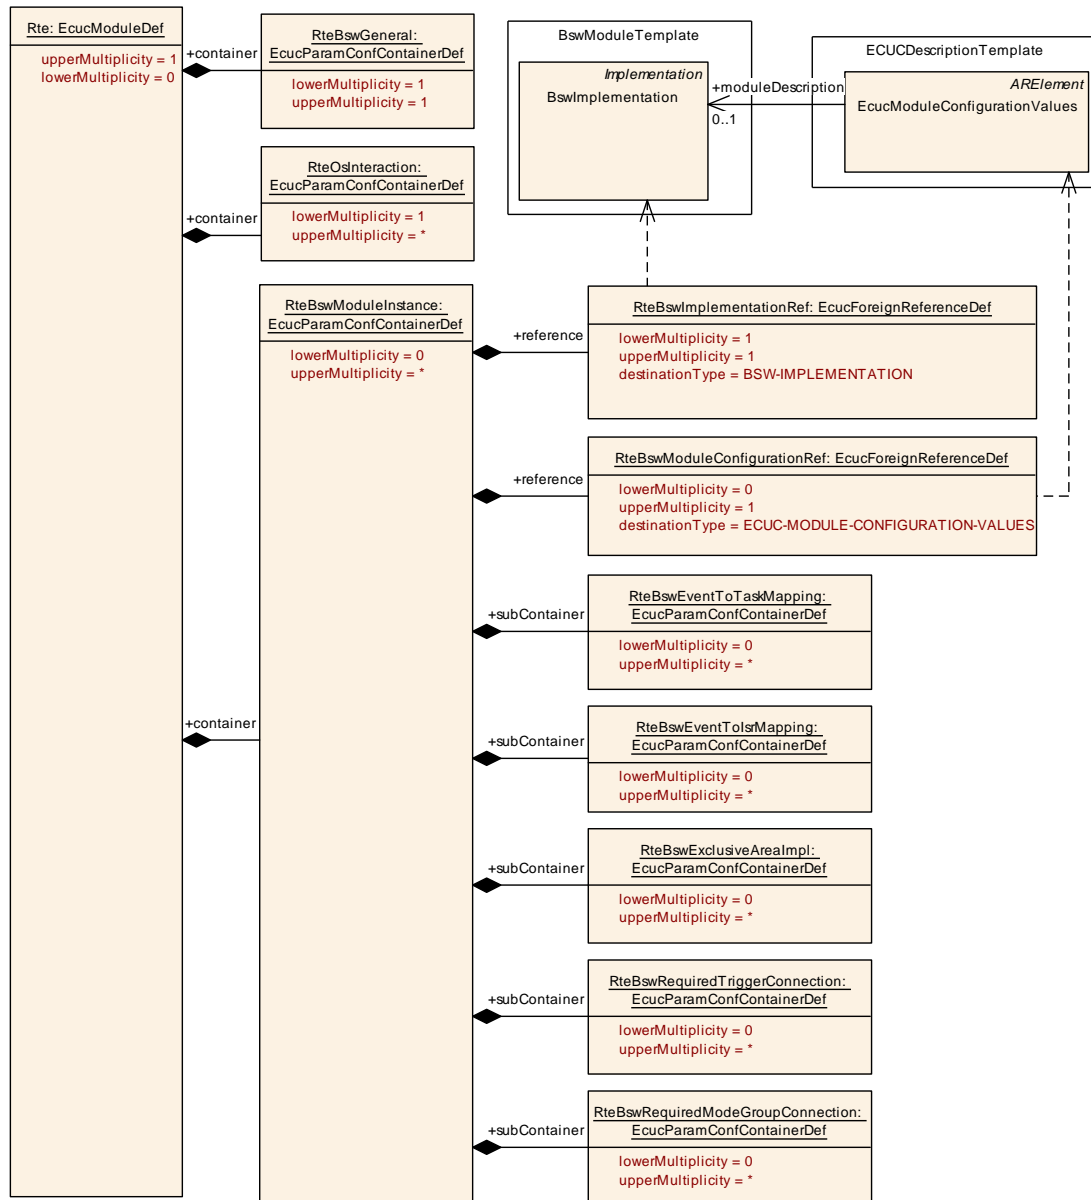 Rte: EcucModuleDef
upperMultiplicity = 1
lowerMultiplicity = 0
+container
RteBswGeneral:
EcucParamConfContainerDef
lowerMultiplicity = 1
upperMultiplicity = 1
BswModuleTemplate
Implementation
BswImplementation
+moduleDescription
0..1
ECUCDescriptionTemplate
ARElement
EcucModuleConfigurationValues
+container
RteOsInteraction:
EcucParamConfContainerDef
lowerMultiplicity = 1
upperMultiplicity = *
+container
RteBswModuleInstance:
EcucParamConfContainerDef
lowerMultiplicity = 0
upperMultiplicity = *
+reference
RteBswImplementationRef: EcucForeignReferenceDef
lowerMultiplicity = 1
upperMultiplicity = 1
destinationType = BSW-IMPLEMENTATION
+reference
RteBswModuleConfigurationRef: EcucForeignReferenceDef
lowerMultiplicity = 0
upperMultiplicity = 1
destinationType = ECUC-MODULE-CONFIGURATION-VALUES
+subContainer
RteBswEventToTaskMapping:
EcucParamConfContainerDef
lowerMultiplicity = 0
upperMultiplicity = *
+subContainer
RteBswEventToIsrMapping:
EcucParamConfContainerDef
lowerMultiplicity = 0
upperMultiplicity = *
+subContainer
RteBswExclusiveAreaImpl:
EcucParamConfContainerDef
lowerMultiplicity = 0
upperMultiplicity = *
+subContainer
RteBswRequiredTriggerConnection:
EcucParamConfContainerDef
lowerMultiplicity = 0
upperMultiplicity = *
+subContainer
RteBswRequiredModeGroupConnection:
EcucParamConfContainerDef
lowerMultiplicity = 0
upperMultiplicity = *